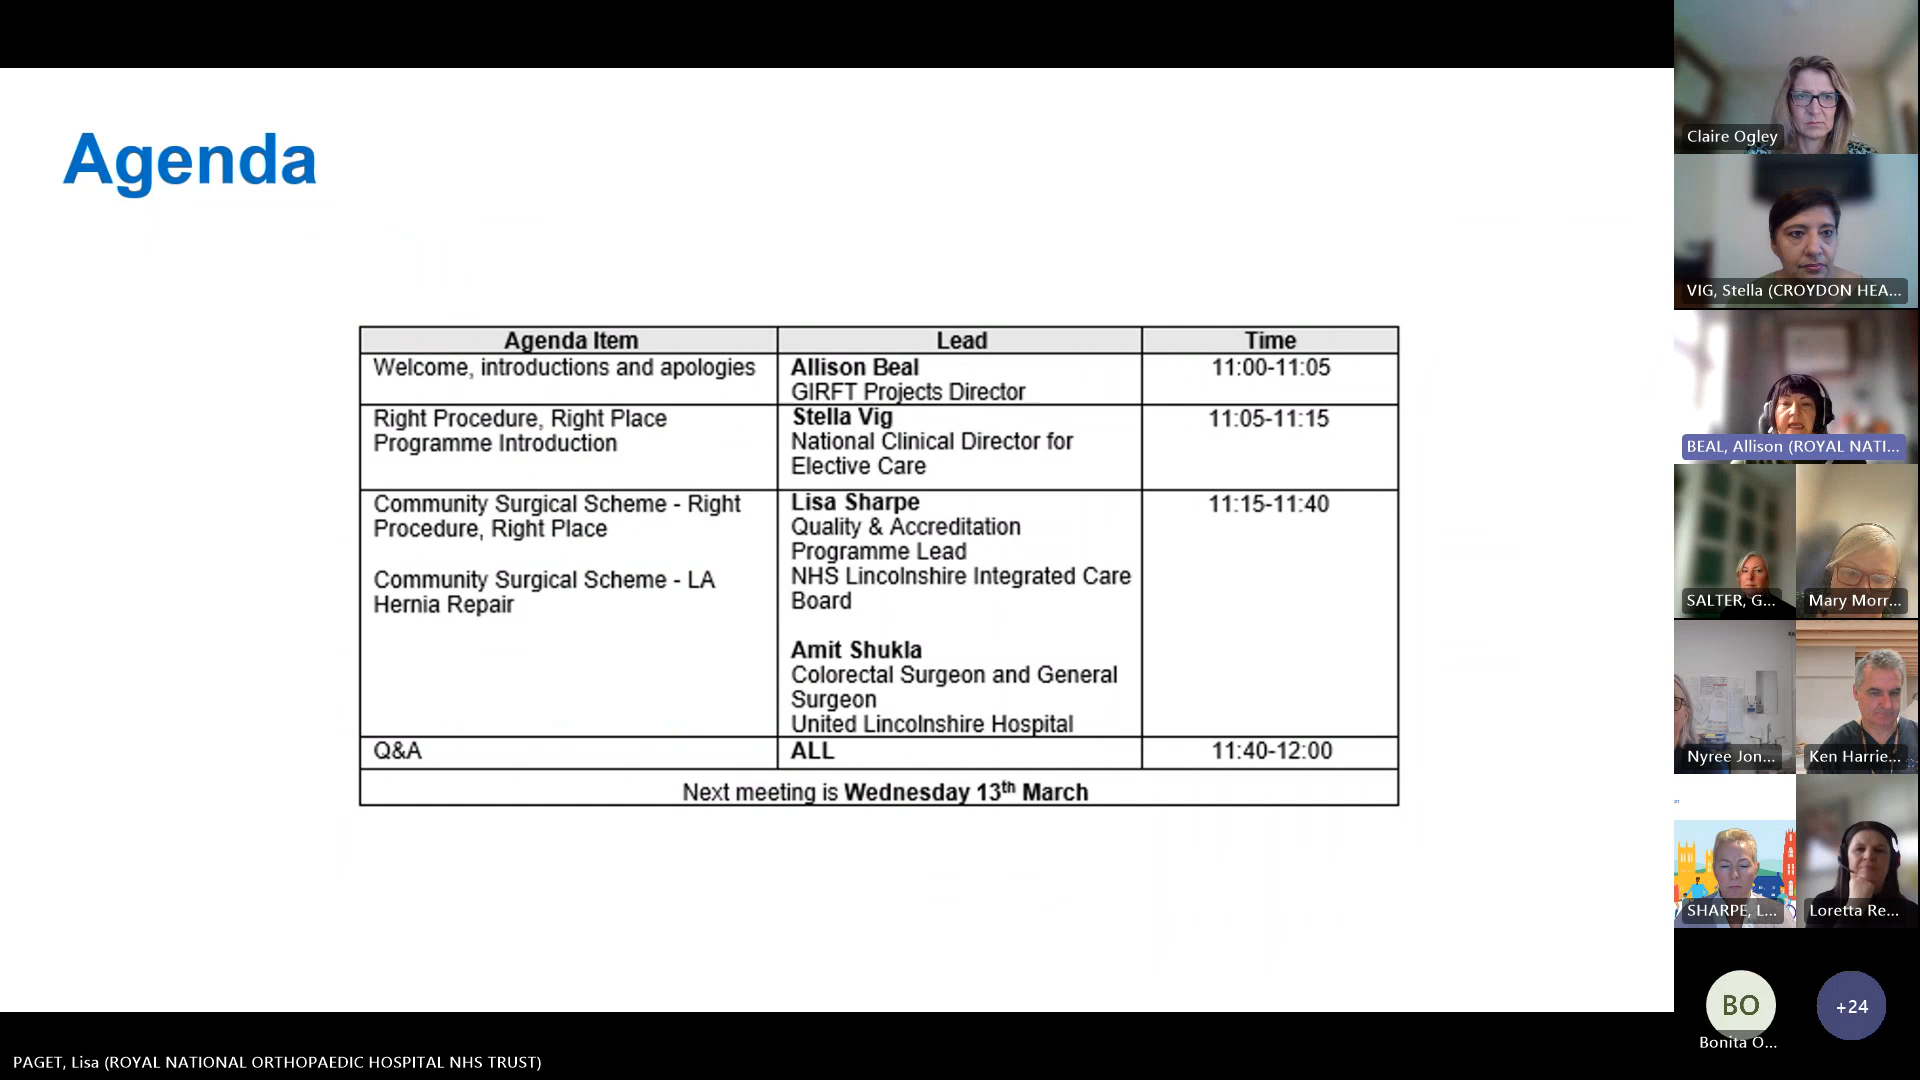 Agenda
Agenda Item
Lead
Time
Welcome, introductions and apologies
Allison Beal
GIRFT Projects Director
11:00-11:05
Right Procedure, Right Place
Programme Introduction
Stella Vig
National Clinical Director for
Elective Care
11:05-11:15
Community Surgical Scheme - Right
Procedure, Right Place
Community Surgical Scheme - LA
Hernia Repair
Lisa Sharpe
Quality & Accreditation
Programme Lead
NHS Lincolnshire Integrated Care
Board
Amit Shukla
Colorectal Surgeon and General
Surgeon
United Lincolnshire Hospital
11:15-11:40
Q&A
ALL
11:40-12:00
Next meeting is Wednesday 13th March
Claire Ogley
VIG, Stella (CROYDON HEA...
BEAL, Allison (ROYAL NATI...
SALTER, G...
Mary Morr...
Nyree Jon...
Ken Harrie...
SHARPE, L...
Loretta Re...
BO
Bonita O...
+24
PAGET, Lisa (ROYAL NATIONAL ORTHOPAEDIC HOSPITAL NHS TRUST)